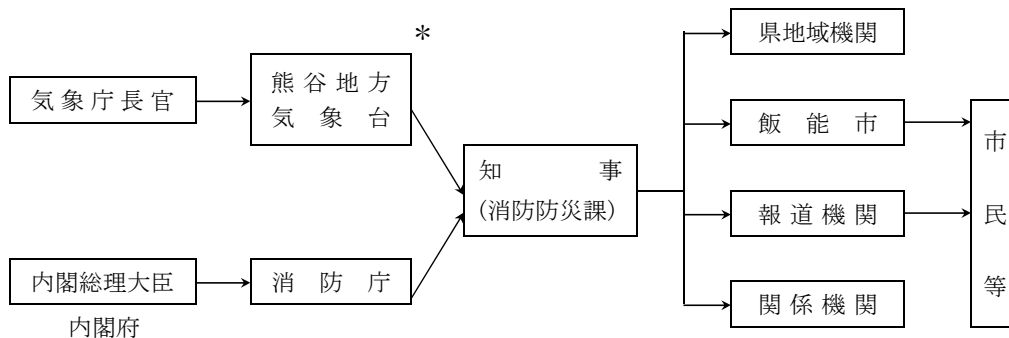 ＊
気象庁長官
熊谷地方
気象台
内閣総理大臣
内閣府
消防庁
知事
(消防防災課)
県地域機関
飯能市
報道機関
関係機関
市
民
等